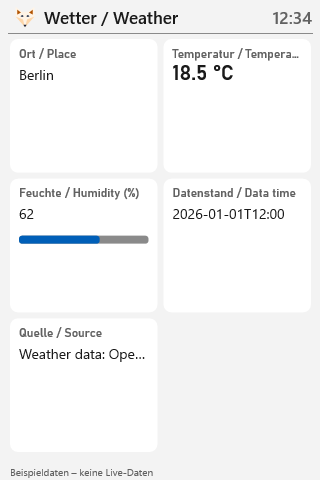 Wetter / Weather
12:34
Ort / Place
Berlin
Temperatur / Tempera...
18.5 °C
Feuchte / Humidity (%)
62
Datenstand / Data time
2026-01-01T12:00
Quelle / Source
Weather data: Ope...
Beispieldaten – keine Live-Daten